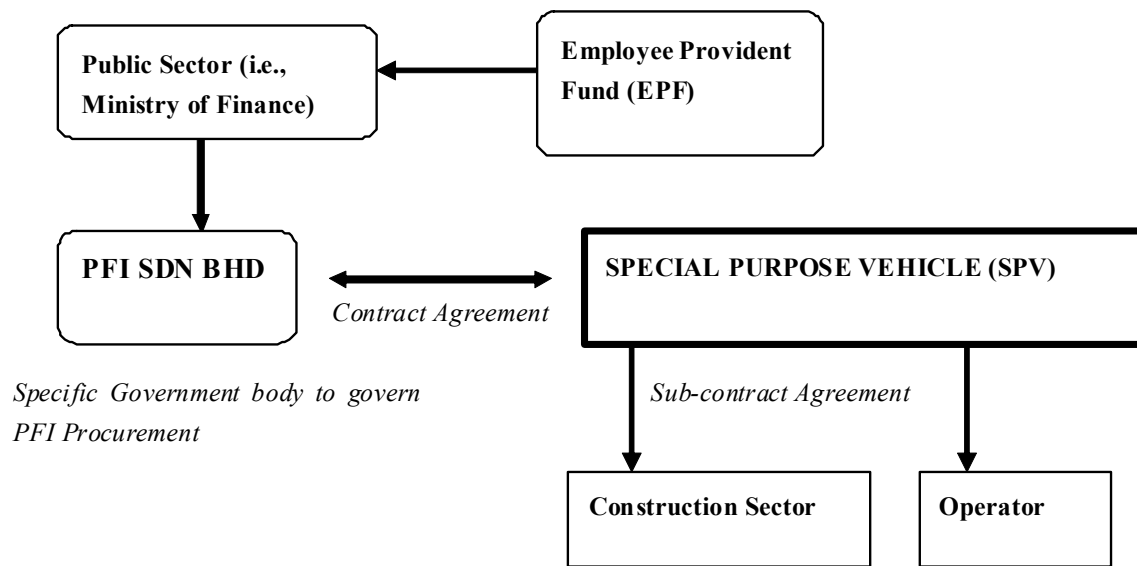 Public Sector (i.e.,
Ministry of Finance)
Employee Provident
Fund (EPF)
PFI SDN BHD
SPECIAL PURPOSE VEHICLE (SPV)
Contract Agreement
Specific Government body to govern
PFI Procurement
Sub-contract Agreement
Construction Sector
Operator